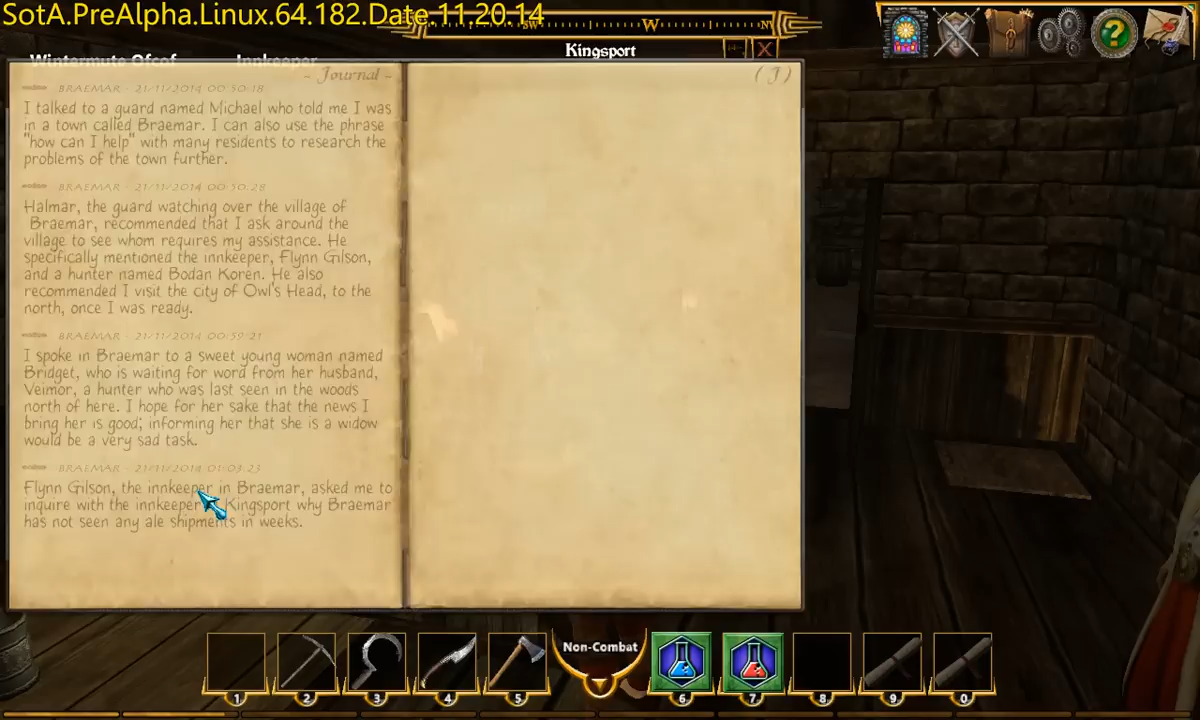 SotA.PreAlpha.Linux.64.182.Date.11.20.14
SW W NW
Kingsport
X
Wintermute Ofcof Innkeeper
- Journal -
(J)
BRAEMAR - 21/11/2014 00:50:18
I talked to a guard named Michael who told me I was
in a town called Braemar. I can also use the phrase
"how can I help" with many residents to research the
problems of the town further.
BRAEMAR - 21/11/2014 00:50:28
Halmar, the guard watching over the village of
Braemar, recommended that I ask around the
village to see whom requires my assistance. He
specifically mentioned the innkeeper, Flynn Gilson,
and a hunter named Bodan Koren. He also
recommended I visit the city of Owl's Head, to the
north, once I was ready.
BRAEMAR - 21/11/2014 00:59:21
I spoke in Braemar to a sweet young woman named
Bridget, who is waiting for word from her husband,
Veimor, a hunter who was last seen in the woods
north of here. I hope for her sake that the news I
bring her is good; informing her that she is a widow
would be a very sad task.
BRAEMAR - 21/11/2014 01:03:23
Flynn Gilson, the innkeeper in Braemar, asked me to
inquire with the innkeeper Kingsport why Braemar
has not seen any ale shipments in weeks.
Non-Combat
1 2 3 4 5 6 7 8 9 0